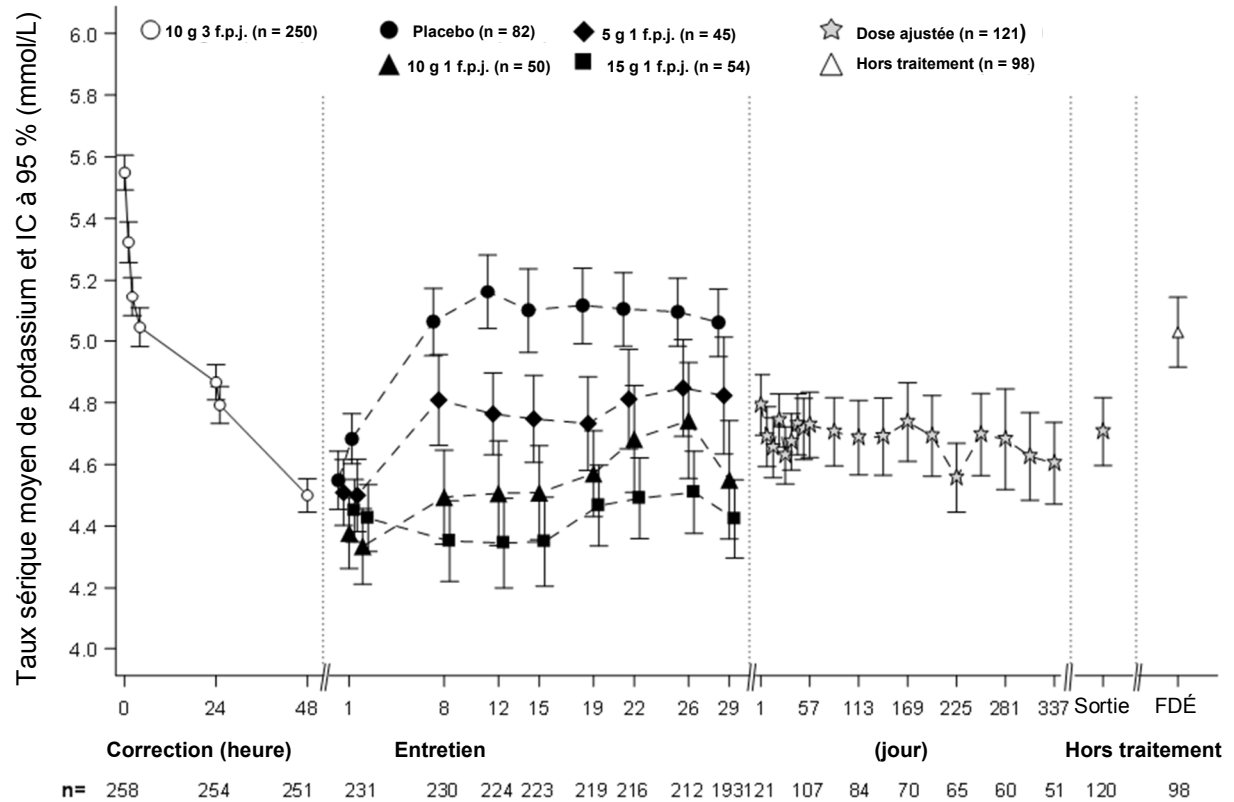 Taux sérique moyen de potassium et IC à 95 % (mmol/L)
10 g 3 f.p.j. (n = 250)
Placebo (n = 82)
5 g 1 f.p.j. (n = 45)
Dose ajustée (n = 121)
10 g 1 f.p.j. (n = 50)
15 g 1 f.p.j. (n = 54)
Hors traitement (n = 98)
6.0
5.8
5.6
5.4
5.2
5.0
4.8
4.6
4.4
4.2
4.0
0 24 48 1 8 12 15 19 22 26 29 1 57 113 169 225 281 337 Sortie FDÉ
Correction (heure) Entretien (jour) Hors traitement
n= 258 254 251 231 230 224 223 219 216 212 193 121 107 84 70 65 60 51 120 98